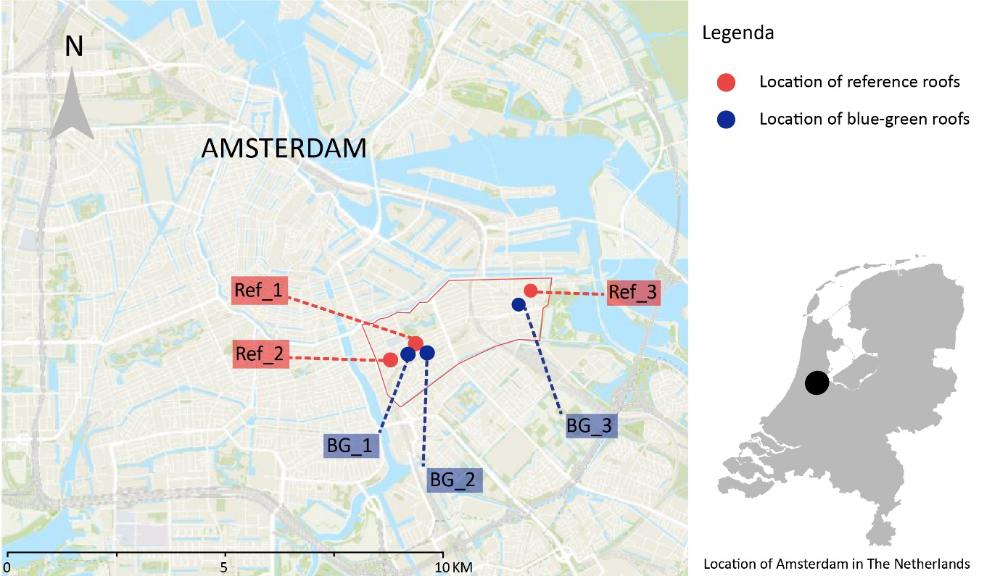 N
AMSTERDAM
Ref_1
Ref_2
Ref_3
BG_1
BG_2
BG_3
0
5
10 KM
Legenda
Location of reference roofs
Location of blue-green roofs
Location of Amsterdam in The Netherlands